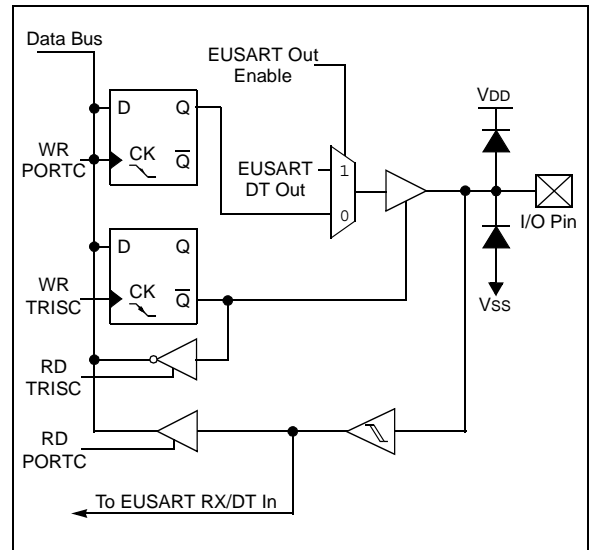 Data Bus
EUSART Out
Enable
VDD
D Q
WR
PORTC
CK Q
EUSART
DT Out
1
0
I/O Pin
D Q
WR
TRISC
CK Q
VSS
RD
TRISC
RD
PORTC
To EUSART RX/DT In